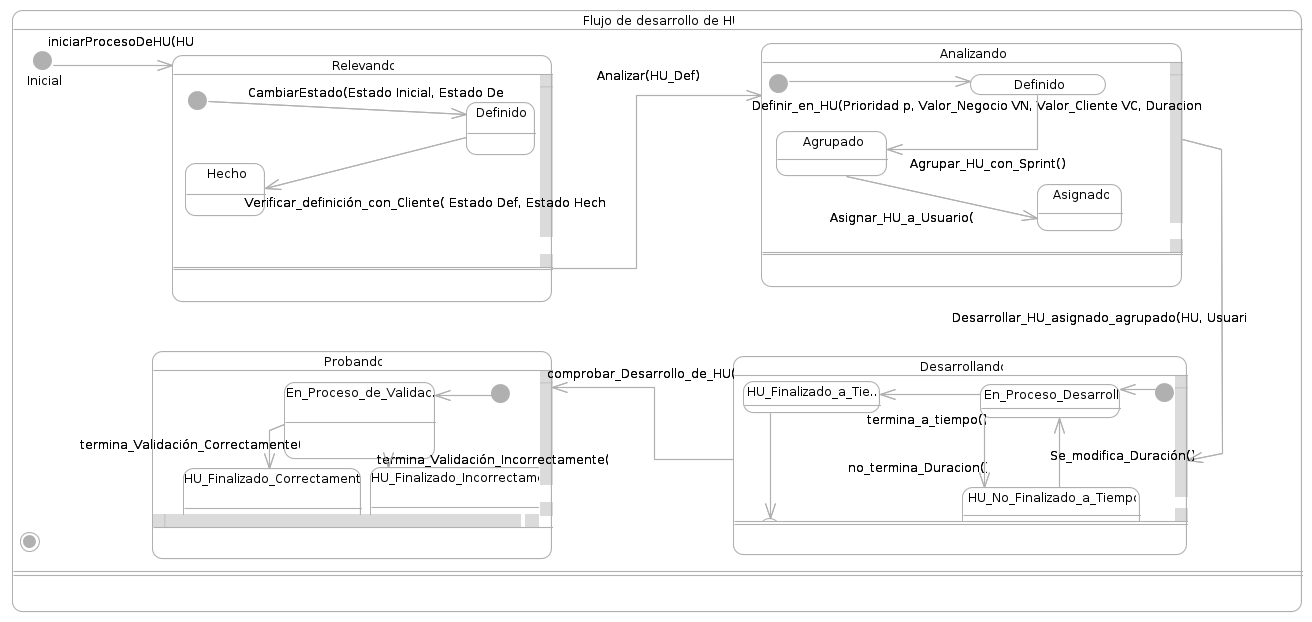 Flujo de desarrollo de HU
iniciarProcesoDeHU(HU
Inicial
Relevando
CambiarEstado(Estado Inicial, Estado De
Definido
Hecho
Verificar_definición_con_Cliente( Estado Def, Estado Hech
Analizar(HU_Def)
Analizando
Definido
Definir_en_HU(Prioridad p, Valor_Negocio VN, Valor_Cliente VC, Duracion
Agrupado
Agrupar_HU_con_Sprint()
Asignado
Asignar_HU_a_Usuario(
Desarrollar_HU_asignado_agrupado(HU, Usuari
Probando
En_Proceso_de_Validac..
termina_Validación_Correctamente(
termina_Validación_Incorrectamente(
HU_Finalizado_Correctament
HU_Finalizado_Incorrectam
comprobar_Desarrollo_de_HU(
Desarrollando
HU_Finalizado_a_Tie..
En_Proceso_Desarroll
termina_a_tiempo()
no_termina_Duracion()
Se_modifica_Duración()
HU_No_Finalizado_a_Tiempo